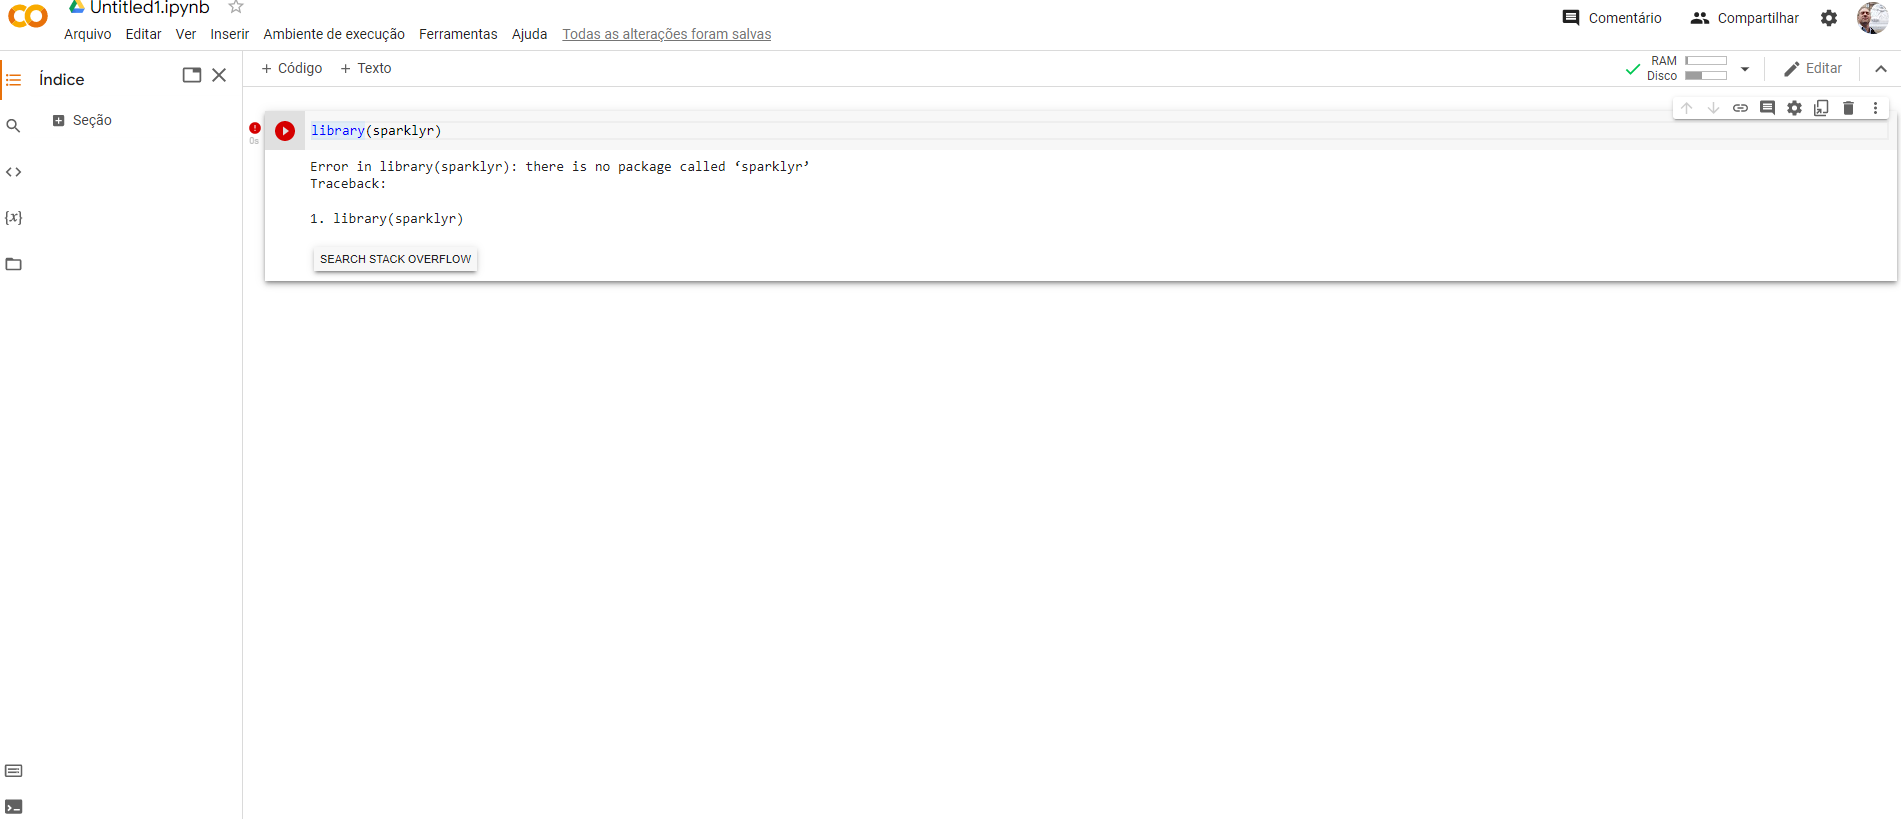 Untitled1.ipynb
Arquivo Editar Ver Inserir Ambiente de execução Ferramentas Ajuda Todas as alterações foram salvas
Comentário Compartilhar
Índice
+ Código + Texto
RAM
Disco
Editar
Seção
0s
library(sparklyr)
Error in library(sparklyr): there is no package called ‘sparklyr’
Traceback:
1. library(sparklyr)
SEARCH STACK OVERFLOW